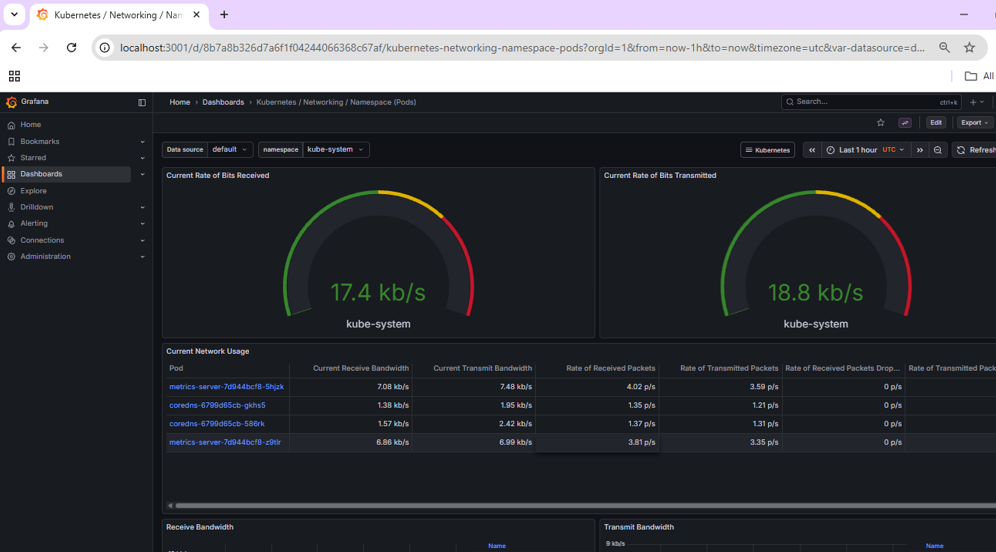 Kubernetes / Networking / Nam
localhost:3001/d/8b7a8b326d7a6f1f04244066368c67af/kubernetes-networking-namespace-pods?orgId=1&from=now-1h&to=now&timezone=utc&var-datasource=d...
All
Grafana
Home › Dashboards › Kubernetes / Networking / Namespace (Pods)
Search...
ctrl+k
Edit
Export
Home
Bookmarks
Starred
Dashboards
Explore
Drilldown
Alerting
Connections
Administration
Data source default
namespace kube-system
Kubernetes
Last 1 hour UTC
Refresh
Current Rate of Bits Received
17.4 kb/s
kube-system
Current Rate of Bits Transmitted
18.8 kb/s
kube-system
Current Network Usage
Pod Current Receive Bandwidth Current Transmit Bandwidth Rate of Received Packets Rate of Transmitted Packets Rate of Received Packets Drop... Rate of Transmitted Pack
metrics-server-7d944bcf8-5hjzk 7.08 kb/s 7.48 kb/s 4.02 p/s 3.59 p/s 0 p/s
coredns-6799d65cb-gkhs5 1.38 kb/s 1.95 kb/s 1.35 p/s 1.21 p/s 0 p/s
coredns-6799d65cb-586rk 1.57 kb/s 2.42 kb/s 1.37 p/s 1.31 p/s 0 p/s
metrics-server-7d944bcf8-z9tlr 6.86 kb/s 6.99 kb/s 3.81 p/s 3.35 p/s 0 p/s
Receive Bandwidth
Name
Transmit Bandwidth
9 kb/s
Name